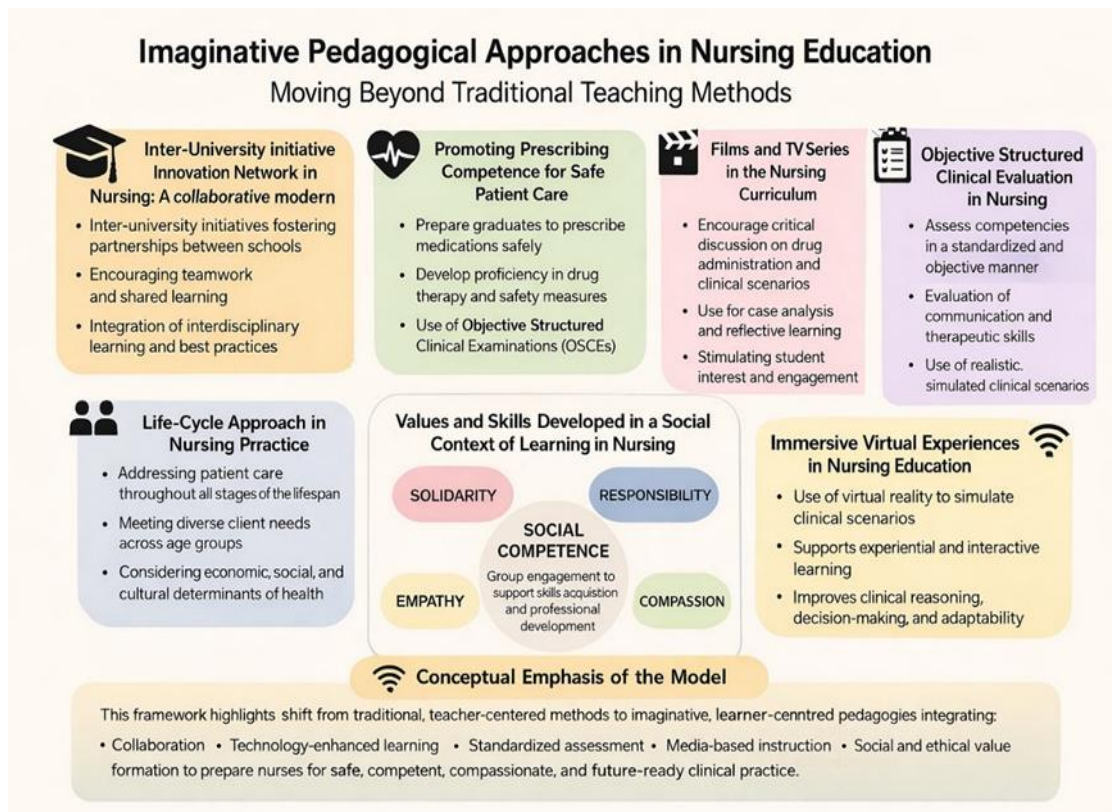 Imaginative Pedagogical Approaches in Nursing Education
Moving Beyond Traditional Teaching Methods
Inter-University initiative
Innovation Network in
Nursing: A collaborative modern
• Inter-university initiatives fostering
partnerships between schools
• Encouraging teamwork
and shared learning
• Integration of interdisciplinary
learning and best practices
Promoting Prescribing
Competence for Safe
Patient Care
• Prepare graduates to prescribe
medications safely
• Develop proficiency in drug
therapy and safety measures
• Use of Objective Structured
Clinical Examinations (OSCEs)
Films and TV Series
in the Nursing
Curriculum
• Encourage critical
discussion on drug
administration and
clinical scenarios
• Use for case analysis
and reflective learning
• Stimulating student
interest and engagement
Objective Structured
Clinical Evaluation
in Nursing
• Assess competencies
in a standardized and
objective manner
• Evaluation of
communication and
therapeutic skills
• Use of realistic.
simulated clinical scenarios
Life-Cycle Approach in
Nursing Prractice
• Addressing patient care
throughout all stages of the lifespan
• Meeting diverse client needs
across age groups
• Considering economic, social, and
cultural determinants of health
Values and Skills Developed in a Social
Context of Learning in Nursing
SOLIDARITY
RESPONSIBILITY
SOCIAL
COMPETENCE
Group engagement to
support skills acquistion
and professional
development
EMPATHY
COMPASSION
Immersive Virtual Experiences
in Nursing Education
• Use of virtual reality to simulate
clinical scenarios
• Supports experiential and interactive
learning
• Improves clinical reasoning,
decision-making, and adaptability
Conceptual Emphasis of the Model
This framework highlights shift from traditional, teacher-centered methods to imaginative, learner-cenntred pedagogies integrating:
• Collaboration • Technology-enhanced learning • Standardized assessment • Media-based instruction • Social and ethical value
formation to prepare nurses for safe, competent, compassionate, and future-ready clinical practice.